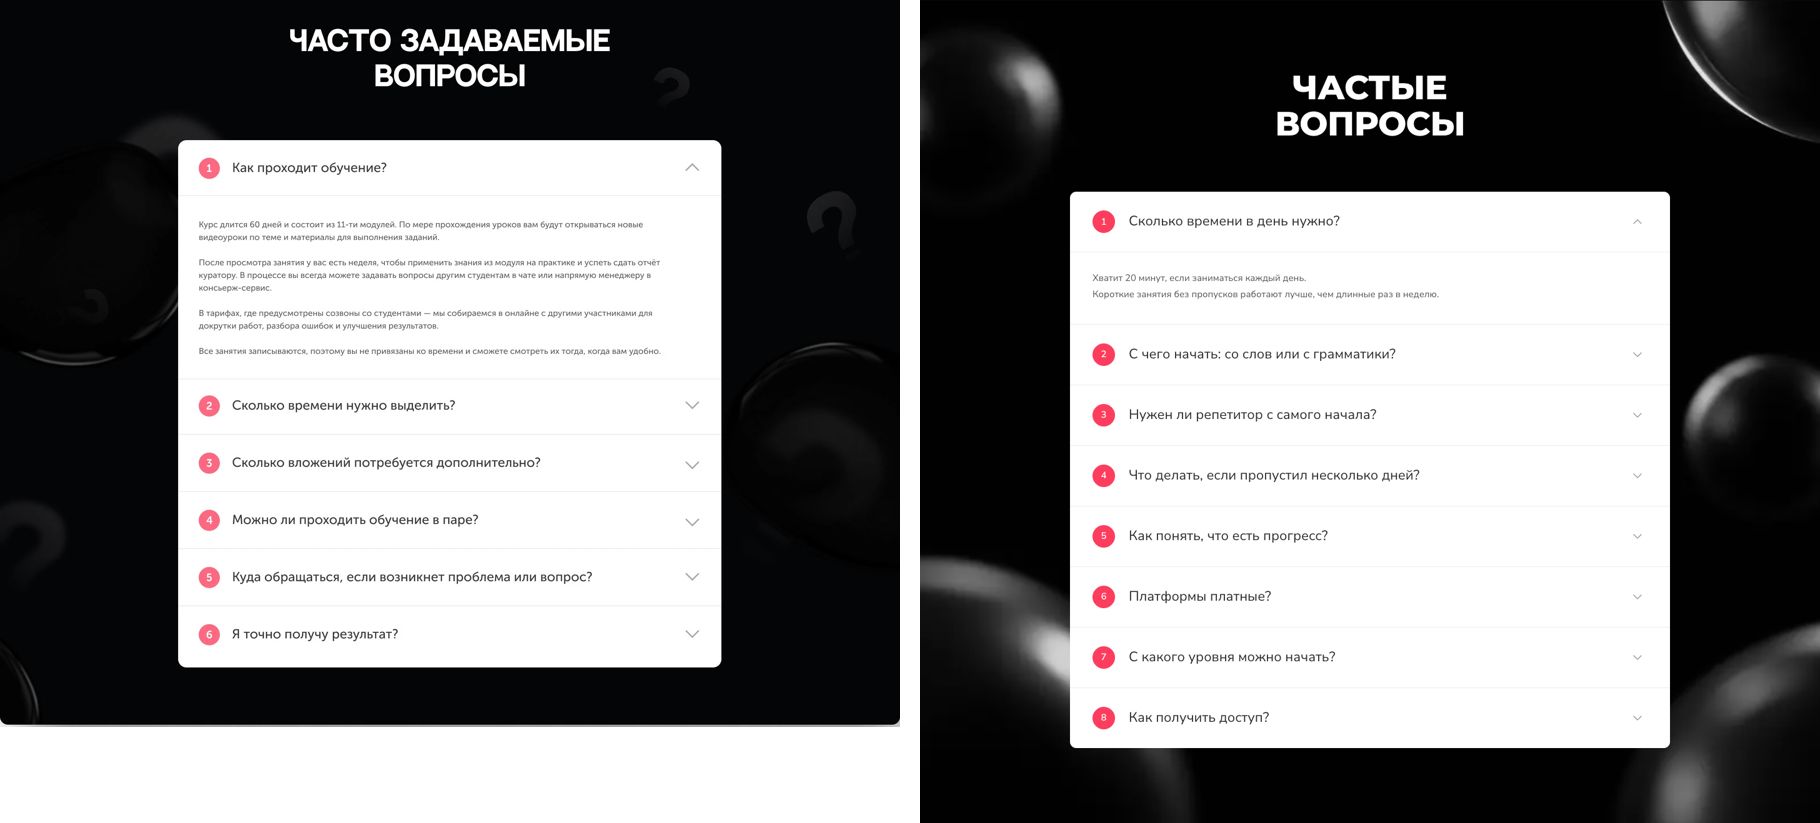 ЧАСТО ЗАДАВАЕМЫЕ
ВОПРОСЫ
1 Как проходит обучение?
Курс длится 60 дней и состоит из 11-ти модулей. По мере прохождения уроков вам будут открываться новые
видеоуроки по теме и материалы для выполнения заданий.
После просмотра занятия у вас есть неделя, чтобы применить знания из модуля на практике и успеть сдать отчёт
куратору. В процессе вы всегда можете задавать вопросы другим студентам в чате или напрямую менеджеру в
консьерж-сервис.
В тарифах, где предусмотрены созвоны со студентами — мы собираемся в онлайне с другими участниками для
докрутки работ, разбора ошибок и улучшения результатов.
Все занятия записываются, поэтому вы не привязаны ко времени и сможете смотреть их тогда, когда вам удобно.
2 Сколько времени нужно выделить?
3 Сколько вложений потребуется дополнительно?
4 Можно ли проходить обучение в паре?
5 Куда обращаться, если возникнет проблема или вопрос?
6 Я точно получу результат?
ЧАСТЫЕ
ВОПРОСЫ
1 Сколько времени в день нужно?
Хватит 20 минут, если заниматься каждый день.
Короткие занятия без пропусков работают лучше, чем длинные раз в неделю.
2 С чего начать: со слов или с грамматики?
3 Нужен ли репетитор с самого начала?
4 Что делать, если пропустил несколько дней?
5 Как понять, что есть прогресс?
6 Платформы платные?
7 С какого уровня можно начать?
8 Как получить доступ?